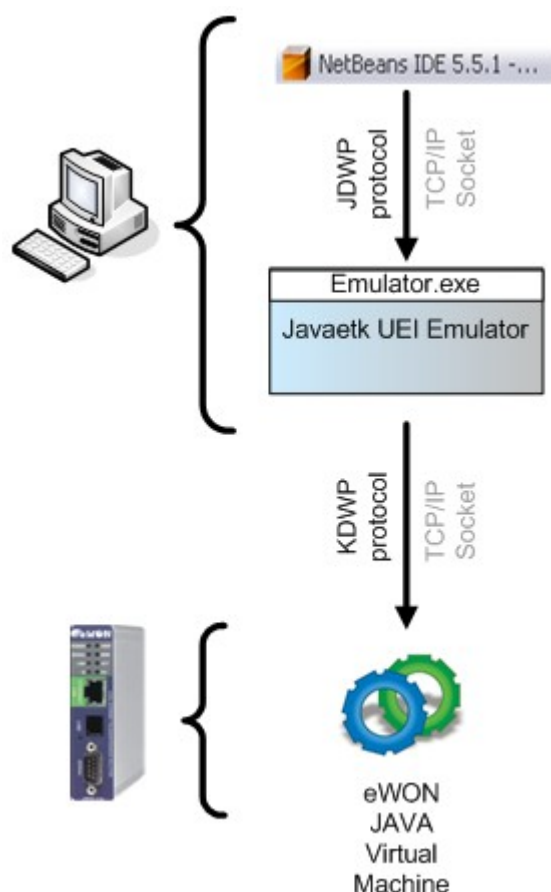 NetBeans IDE 5.5.1 -...
JDWP
protocol
TCP/IP
Socket
Emulator.exe
Javaetk UEI Emulator
KDWP
protocol
TCP/IP
Socket
eWON
eWON
JAVA
Virtual
Machine